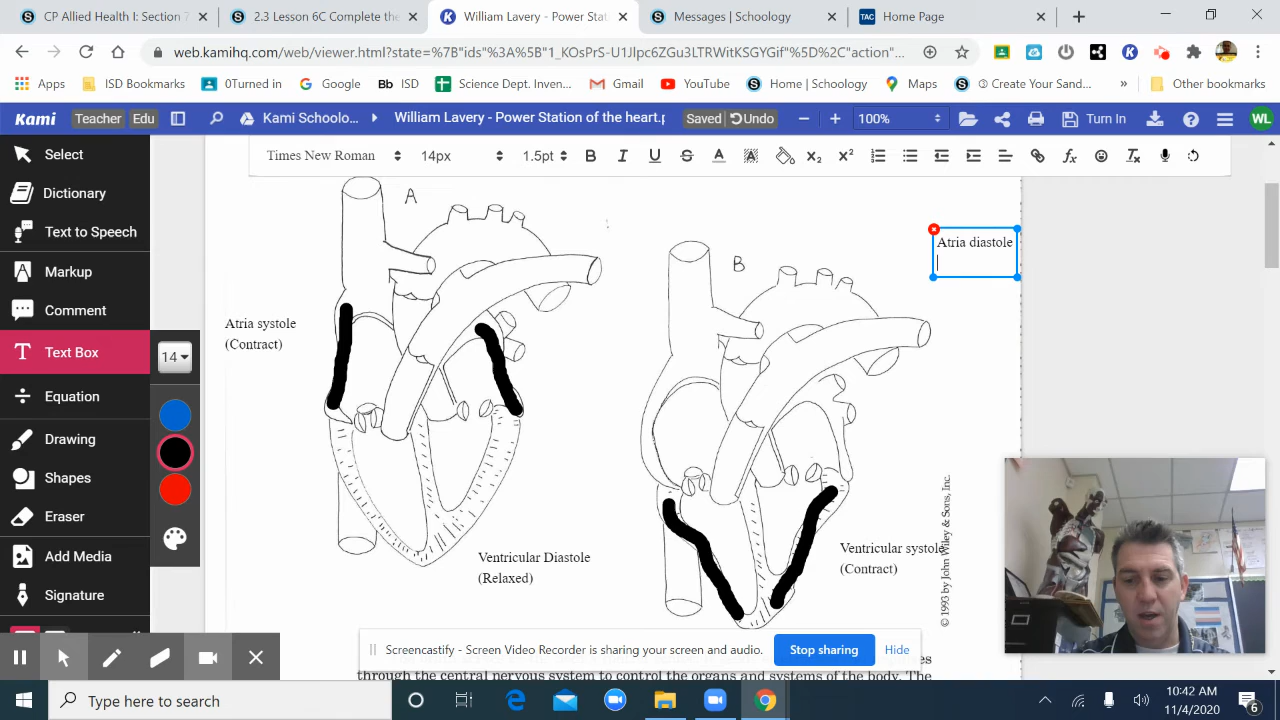 CP Allied Health I: Section 7
2.3 Lesson 6C Complete the
William Lavery - Power Stati
Messages | Schoology
TAC Home Page
web.kamihq.com/web/viewer.html?state=%7B"ids"%3A%5B"1_KOsPrS-U1JIpc6ZGu3LTRWitKSGYGif"%5D%2C"action"...
Apps
ISD Bookmarks
0Turned in
Google
Bb ISD
Science Dept. Inven...
Gmail
YouTube
Home | Schoology
Maps
Create Your Sand...
»
Other bookmarks
Kami
Teacher
Edu
Kami Schoolo...
William Lavery - Power Station of the heart.p
Saved
Undo
100%
Turn In
WL
Select
Dictionary
Text to Speech
Markup
Comment
Text Box
Equation
Drawing
Shapes
Eraser
Add Media
Signature
14
Times New Roman
14px
1.5pt
A
B
Atria diastole
Atria systole
(Contract)
Ventricular Diastole
(Relaxed)
Ventricular systole
(Contract)
© 1993 by John Wiley & Sons, Inc.
Screencastify - Screen Video Recorder is sharing your screen and audio.
Stop sharing
Hide
through the central nervous system to control the organs and systems of the body. The
Type here to search
10:42 AM
11/4/2020
6